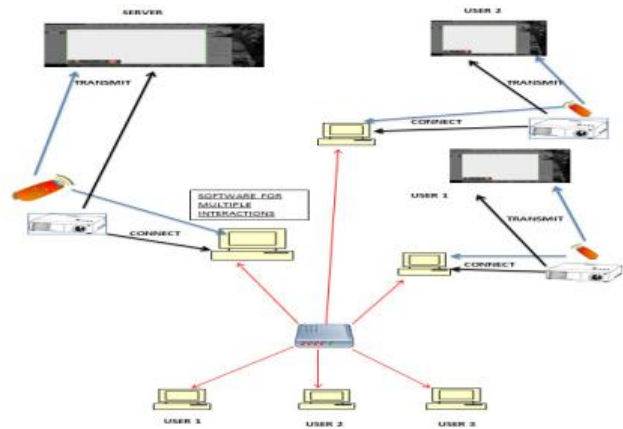 SERVER
USER 2
TRANSMIT
CONNECT
SOFTWARE FOR
MULTIPLE
INTERACTIONS
USER 1
TRANSMIT
CONNECT
CONNECT
USER 1
USER 2
USER 3